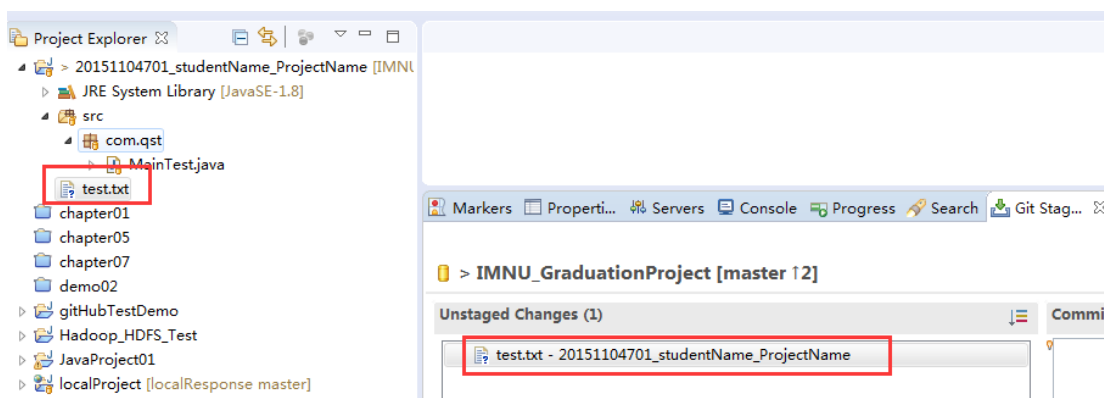 Project Explorer
> 20151104701_studentName_ProjectName [IMNU
JRE System Library [JavaSE-1.8]
src
com.qst
MainTest.java
test.txt
chapter01
chapter05
chapter07
demo02
gitHubTestDemo
Hadoop_HDFS_Test
JavaProject01
localProject [localResponse master]
Markers Properti... Servers Console Progress Search Git Stag...
> IMNU_GraduationProject [master ↑2]
Unstaged Changes (1)
Commi
test.txt - 20151104701_studentName_ProjectName